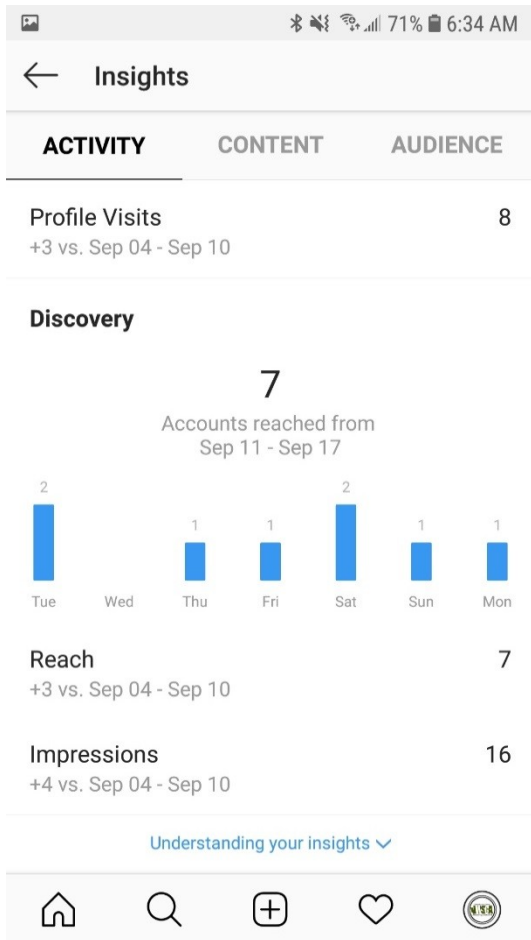 71% 6:34 AM
Insights
ACTIVITY CONTENT AUDIENCE
Profile Visits 8
+3 vs. Sep 04 - Sep 10
Discovery
7
Accounts reached from
Sep 11 - Sep 17
2 1 1 2 1 1
Tue Wed Thu Fri Sat Sun Mon
Reach 7
+3 vs. Sep 04 - Sep 10
Impressions 16
+4 vs. Sep 04 - Sep 10
Understanding your insights